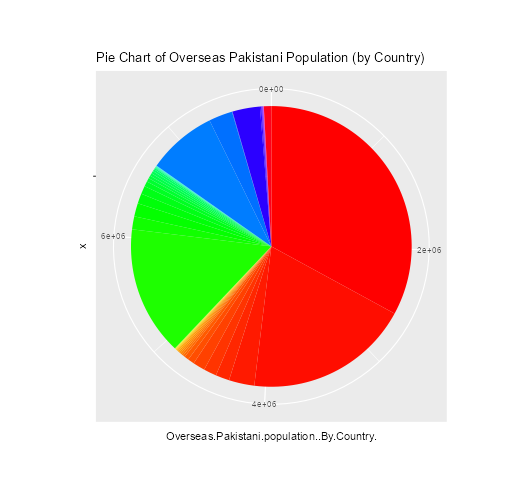 Pie Chart of Overseas Pakistani Population (by Country)
0e+00
6e+06
2e+06
x
4e+06
Overseas.Pakistani.population..By.Country.